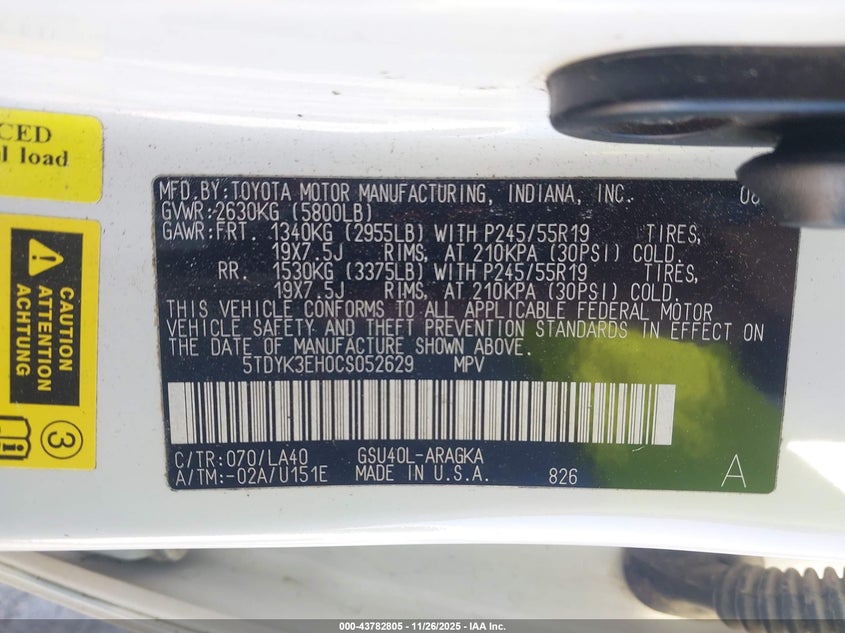 CED
l load
CAUTION
ATTENTION
ACHTUNG
3
MFD.BY:TOYOTA MOTOR MANUFACTURING, INDIANA, INC. 08
GVWR:2630KG (5800LB)
GAWR:FRT. 1340KG (2955LB) WITH P245/55R19 TIRES,
19X7.5J RIMS, AT 210KPA (30PSI) COLD.
RR. 1530KG (3375LB) WITH P245/55R19 TIRES,
19X7.5J RIMS, AT 210KPA (30PSI) COLD.
THIS VEHICLE CONFORMS TO ALL APPLICABLE FEDERAL MOTOR
VEHICLE SAFETY AND THEFT PREVENTION STANDARDS IN EFFECT ON
THE DATE OF MANUFACTURE SHOWN ABOVE.
5TDYK3EH0CS052629 MPV
C/TR:070/LA40 GSU40L-ARAGKA
A/TM:-02A/U151E MADE IN U.S.A. 826 A
000-43782805 - 11/26/2025 - IAA Inc.